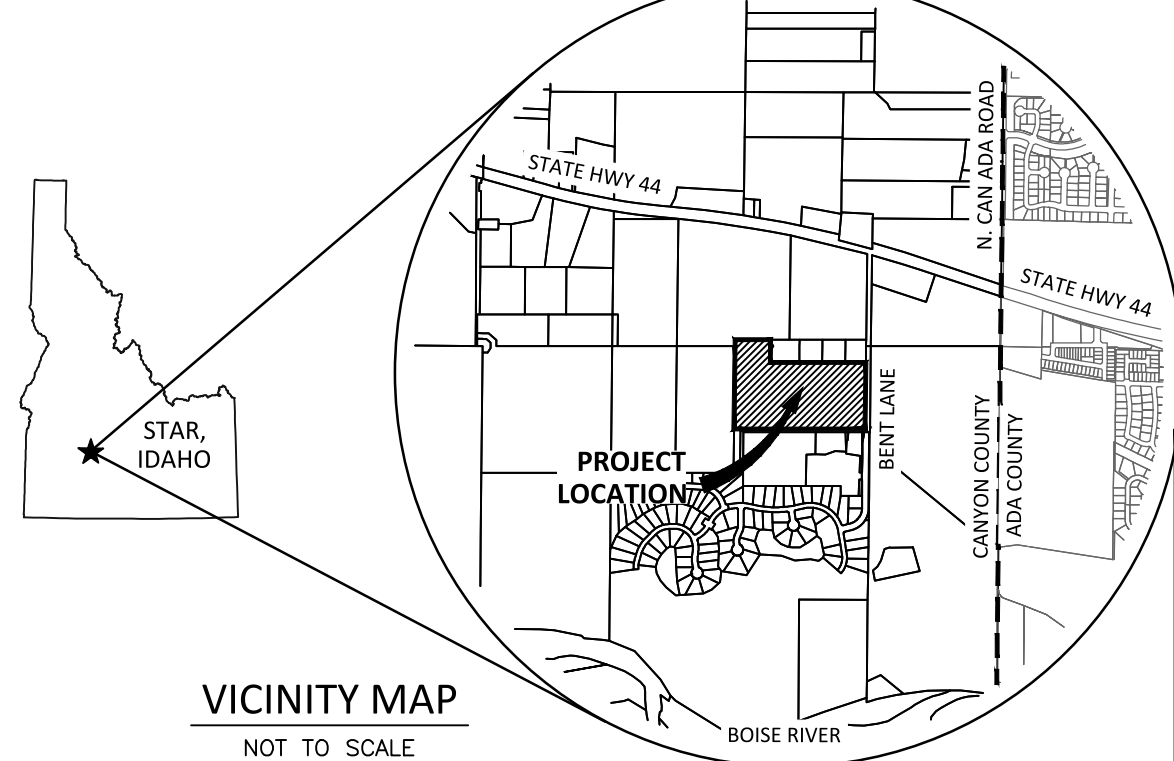 N. CAN ADA ROAD
STATE HWY 44
STATE HWY 44
STAR,
IDAHO
BENT LANE
CANYON COUNTY
ADA COUNTY
PROJECT
LOCATION
VICINITY MAP
NOT TO SCALE
BOISE RIVER